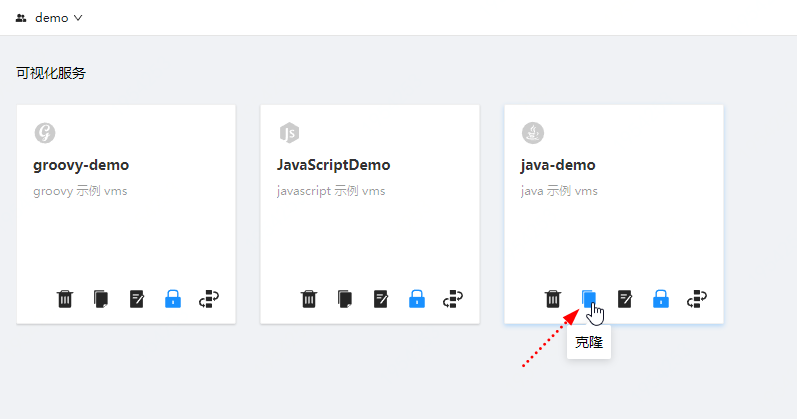 demo
可视化服务
groovy-demo
groovy 示例 vms
JS
JavaScriptDemo
javascript 示例 vms
java-demo
java 示例 vms
克隆